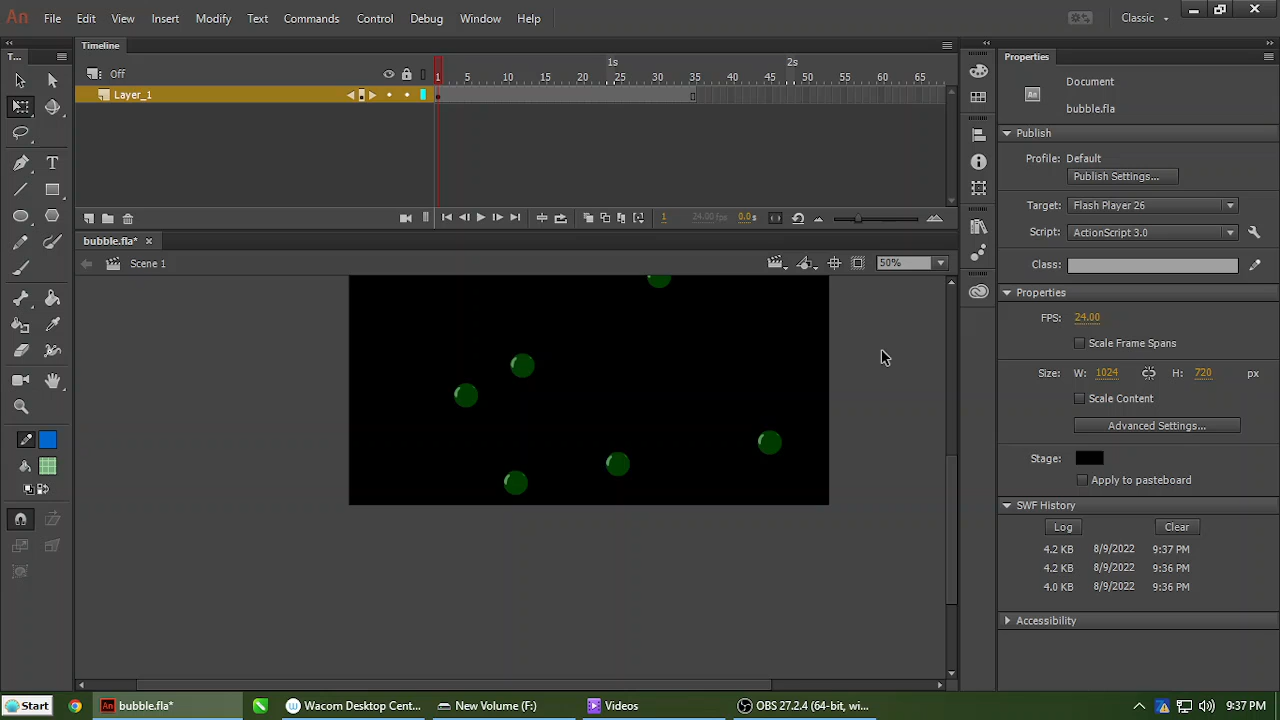 An File Edit View Insert Modify Text Commands Control Debug Window Help Classic
T... Timeline Properties
1s 2s
Off 1 5 10 15 20 25 30 35 40 45 50 55 60 65
Layer_1
Document
bubble.fla
Publish
Profile: Default
Publish Settings...
Target: Flash Player 26
1 24.00 fps 0.0s
Script: ActionScript 3.0
bubble.fla*
Scene 1 50%
Class:
Properties
FPS: 24.00
Scale Frame Spans
Size: W: 1024 H: 720 px
Scale Content
Advanced Settings...
Stage:
Apply to pasteboard
SWF History
Log Clear
4.2 KB 8/9/2022 9:37 PM
4.2 KB 8/9/2022 9:36 PM
4.0 KB 8/9/2022 9:36 PM
Accessibility
Start An bubble.fla* Wacom Desktop Cent... New Volume (F:) Videos OBS 27.2.4 (64-bit, wi... 9:37 PM